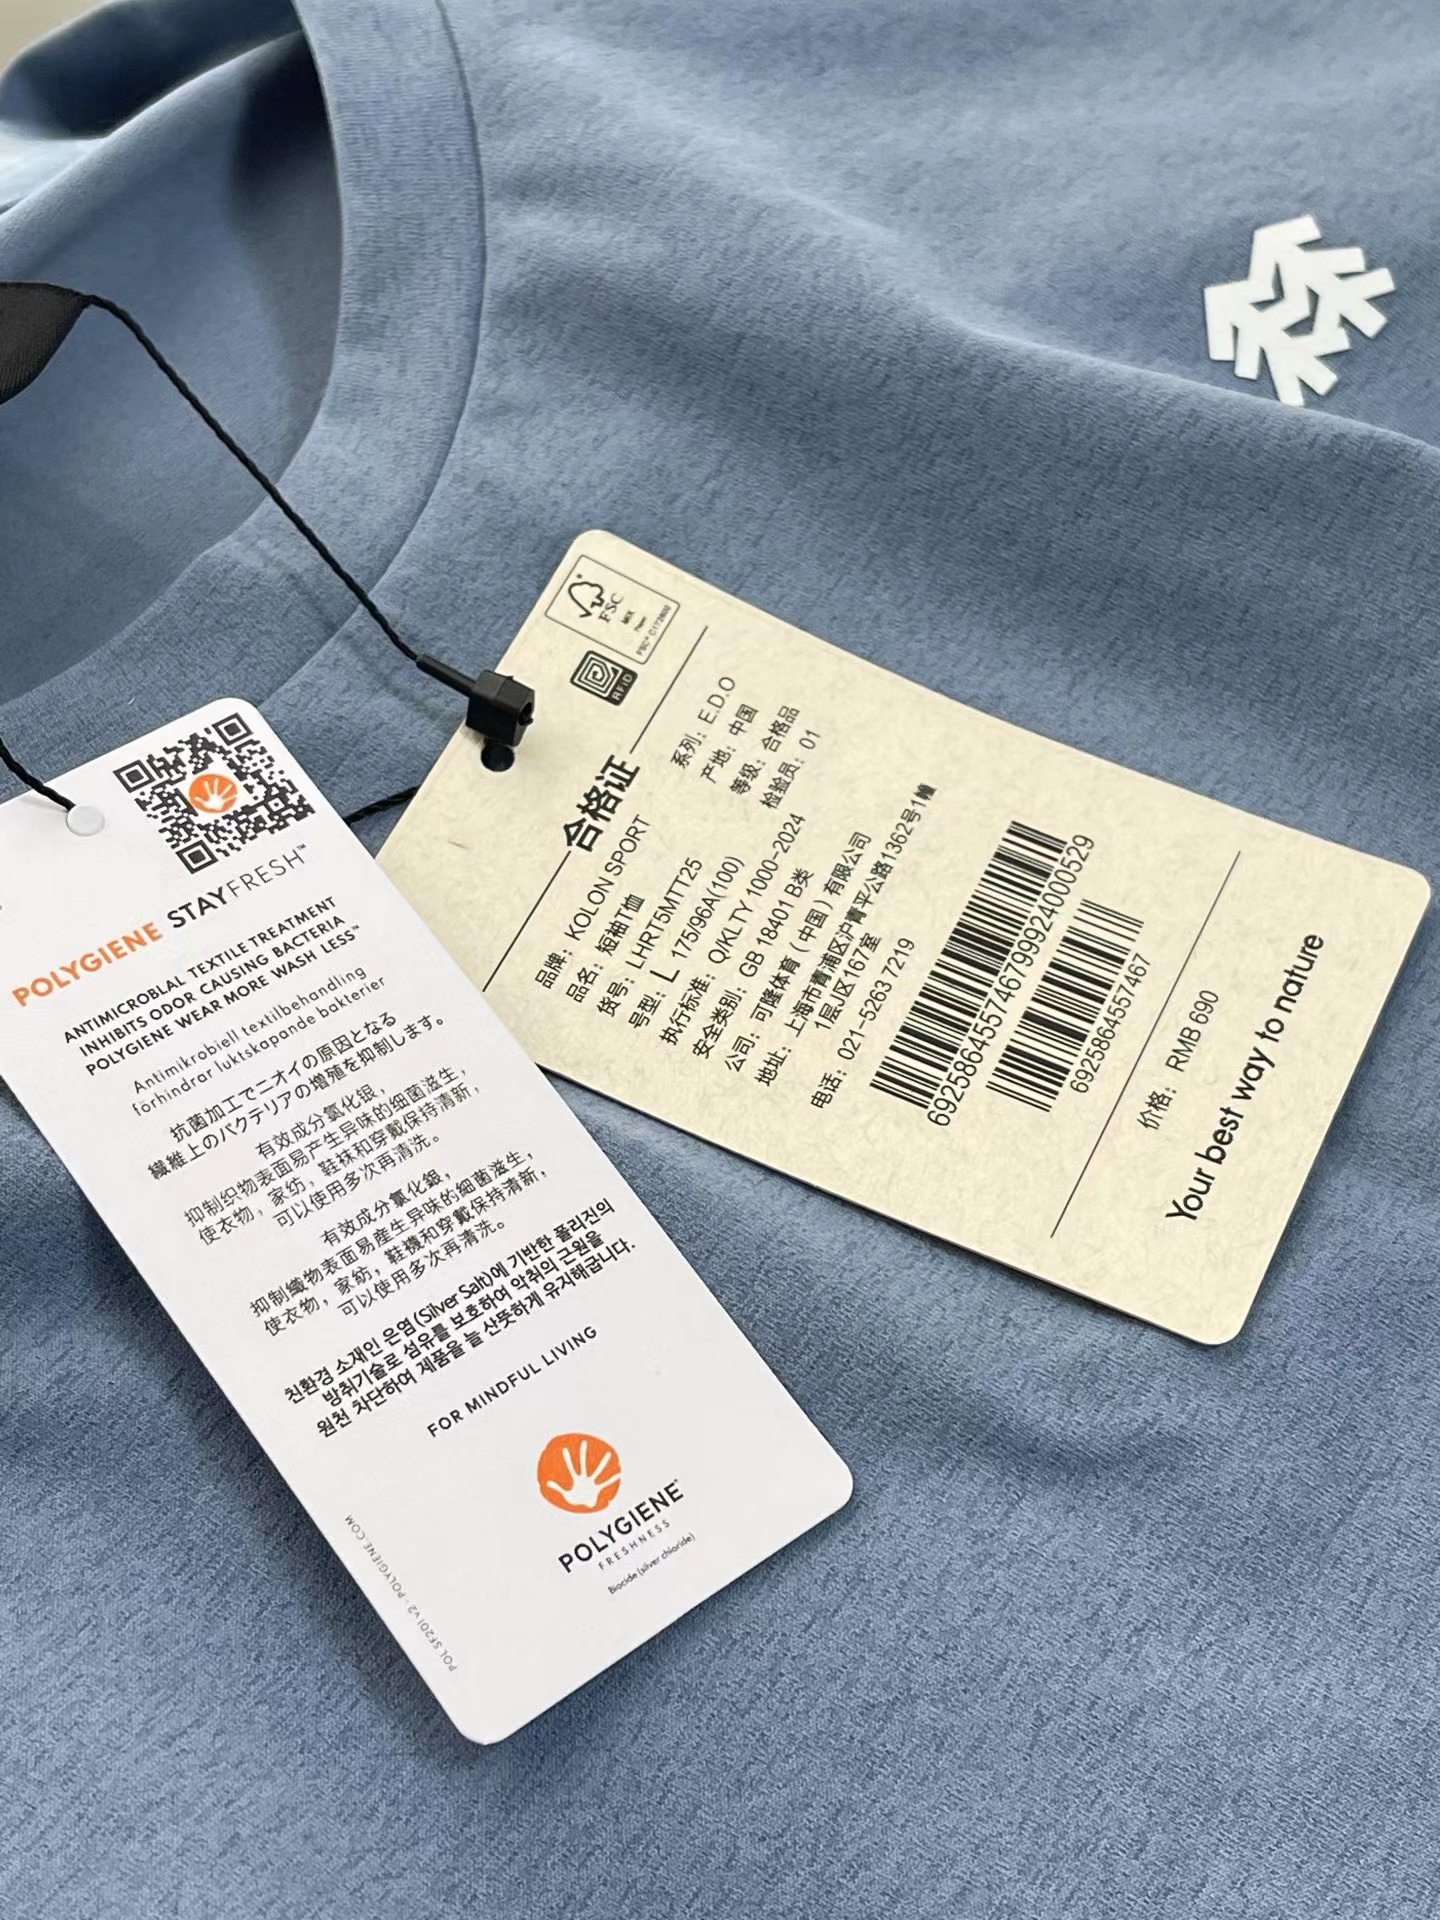 POLYGIENE STAYFRESH™
ANTIMICROBLAL TEXTILE TREATMENT
INHIBITS ODOR CAUSING BACTERIA
POLYGIENE WEAR MORE WASH LESS™
Antimikrobiell textilbehandling
förhindrar luktskapande bakterier
抗菌加工でニオイの原因となる
繊維上のバクテリアの増殖を抑制します。
有效成分氯化银，
抑制织物表面易产生异味的细菌滋生，
使衣物，家纺，鞋袜和穿戴保持清新，
可以使用多次再清洗。
有效成分氯化銀，
抑制織物表面易產生异味的細菌滋生，
使衣物，家紡，鞋襪和穿戴保持清新，
可以使用多次再清洗。
친환경 소재인 은염(Silver Salt)에 기반한 폴리진의
방취기술로 섬유를 보호하여 악취의 근원을
원천 차단하여 제품을 늘 산뜻하게 유지해줍니다.
FOR MINDFUL LIVING
POLYGIENE
FRESHNESS
Biocide (silver chloride)
POL SF201 v2 · POLYGIENE.COM
FSC
MIX
Paper
FSC® C172600
RFID
合格证
系列：E.D.O
产地：中国
等级：合格品
检验员：01
品牌：KOLON SPORT
品名：短袖T恤
货号：LHRT5MTT25
号型：L 175/96A(100)
执行标准：Q/KLTY 1000-2024
安全类别：GB 18401 B类
公司：可隆体育（中国）有限公司
地址：上海市青浦区沪青平公路1362号1幢
1层J区167室
电话：021-5263 7219
6925864557467999240005​29
6925864557467
价格：RMB 690
Your best way to nature